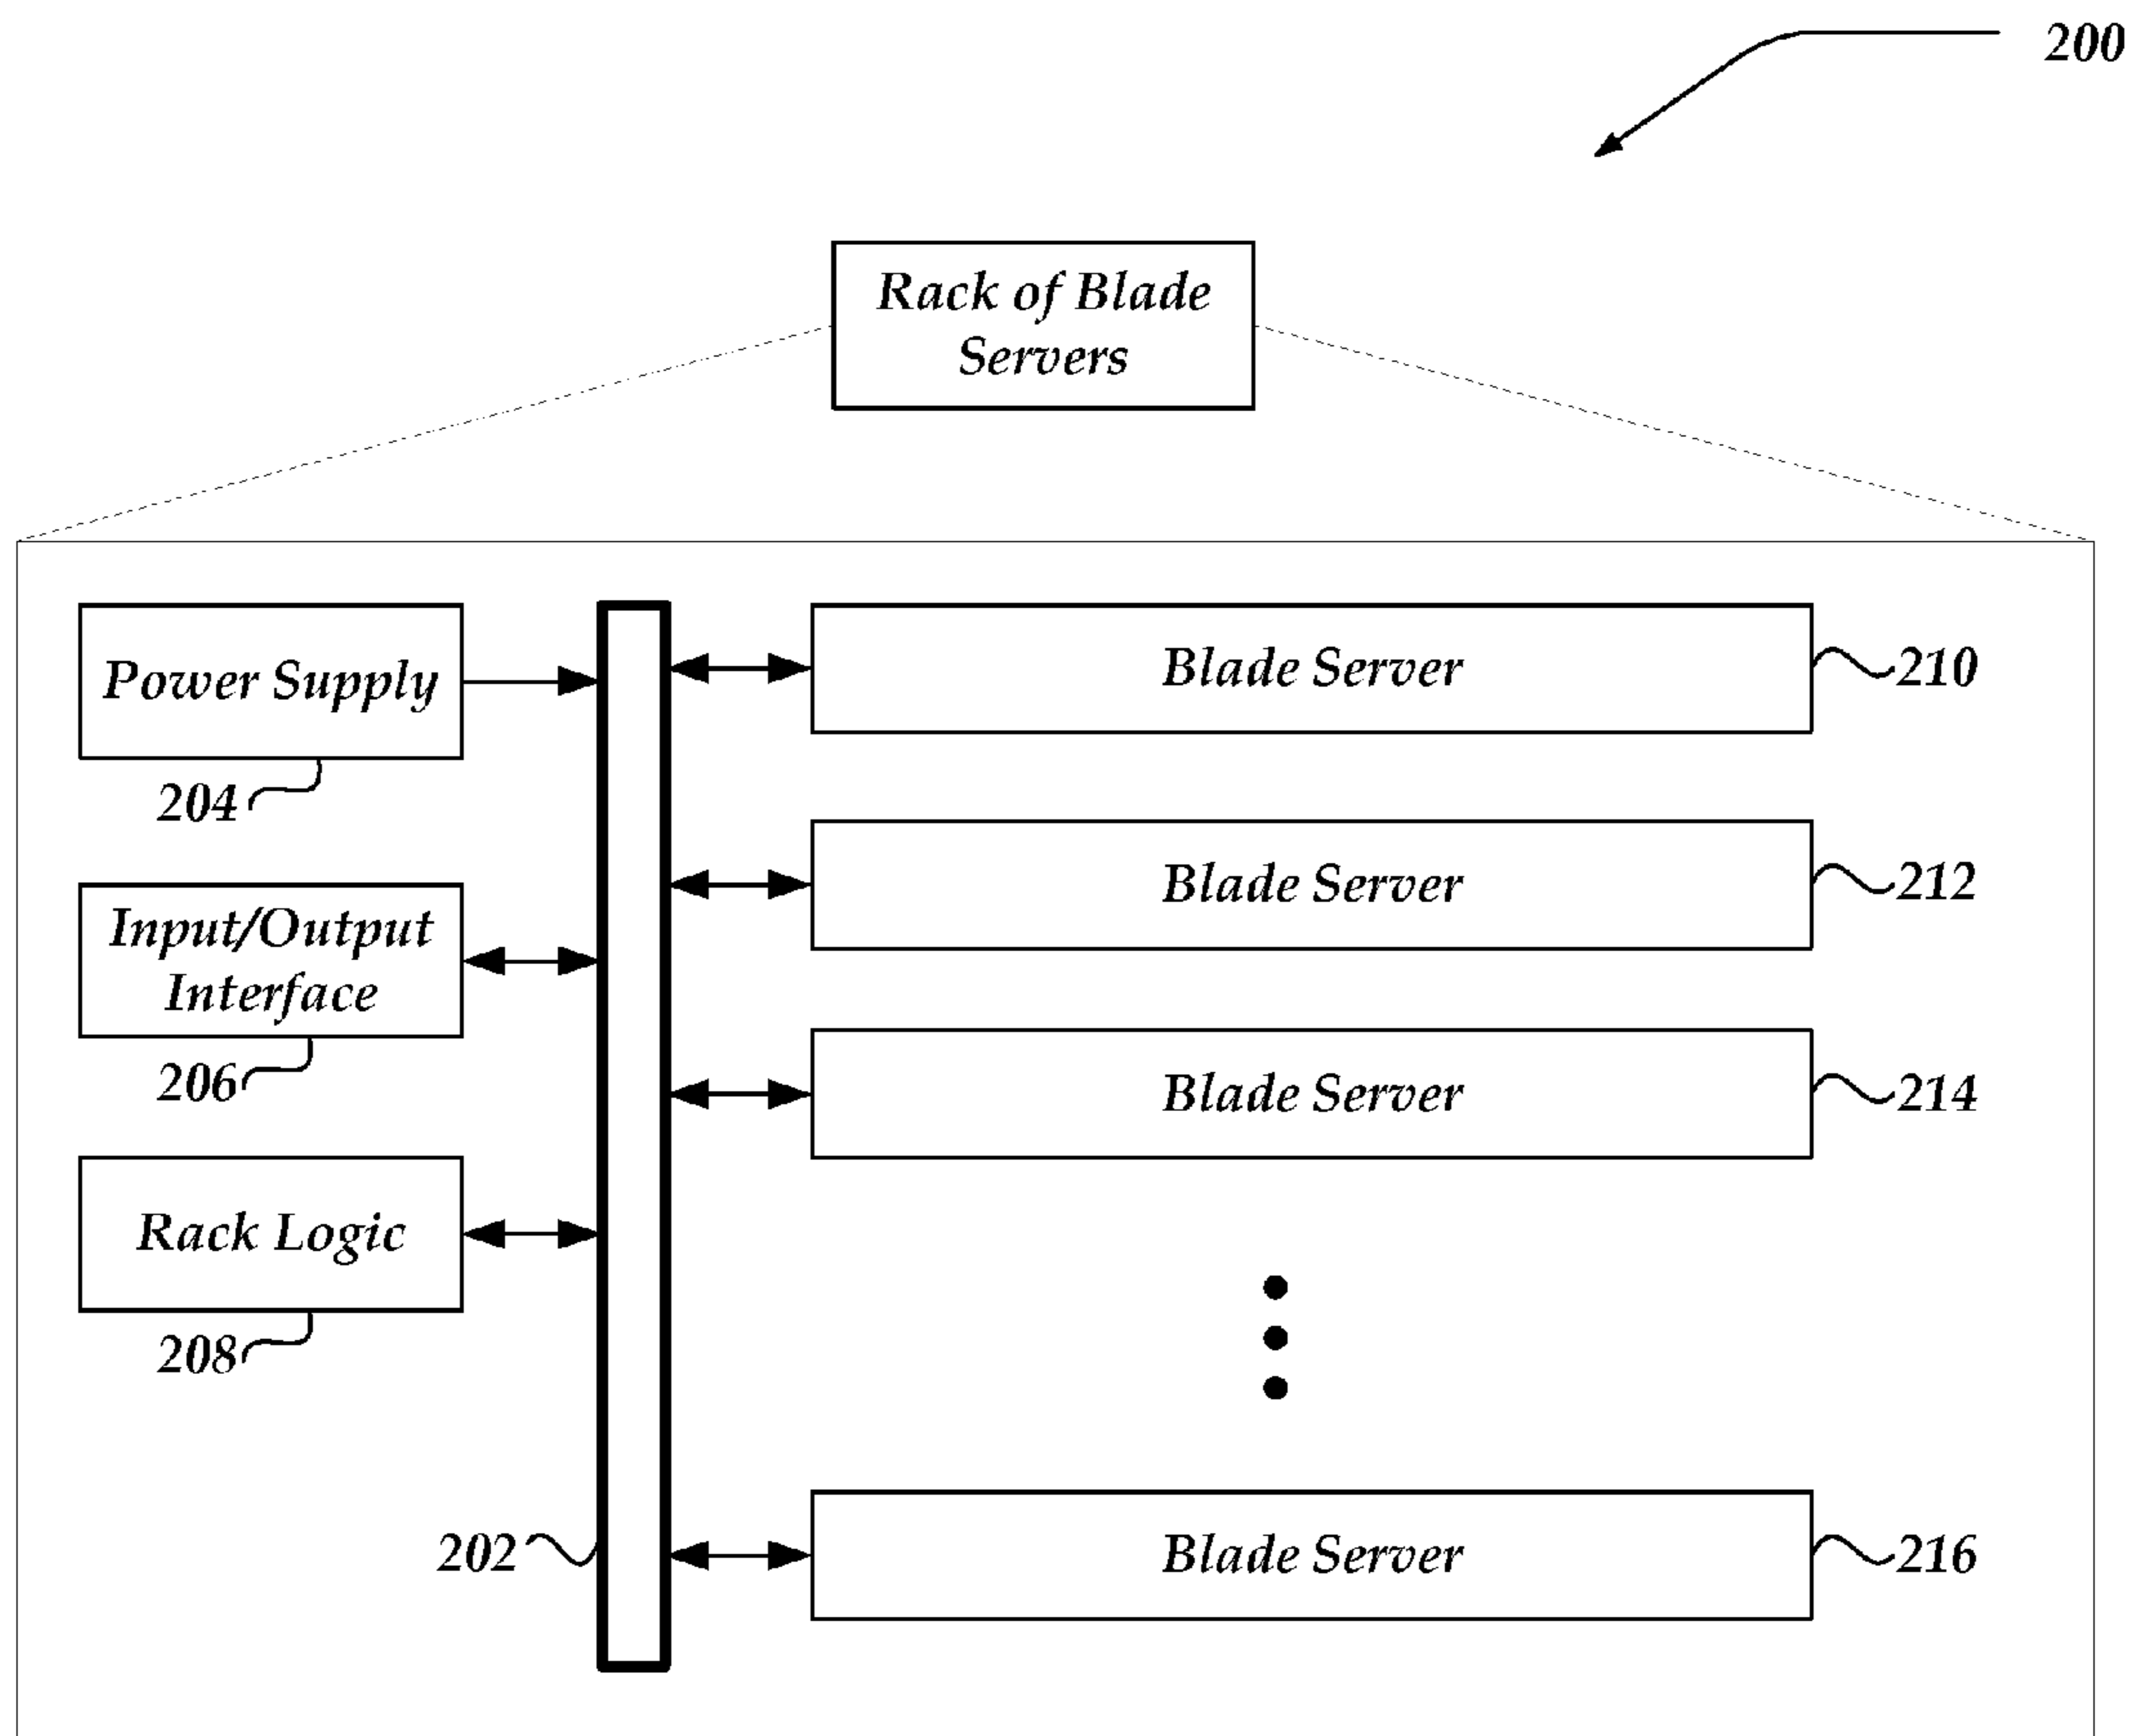 200
Rack of Blade
Servers
Power Supply
204
Input/Output
Interface
206
Rack Logic
208
202
Blade Server
210
Blade Server
212
Blade Server
214
Blade Server
216